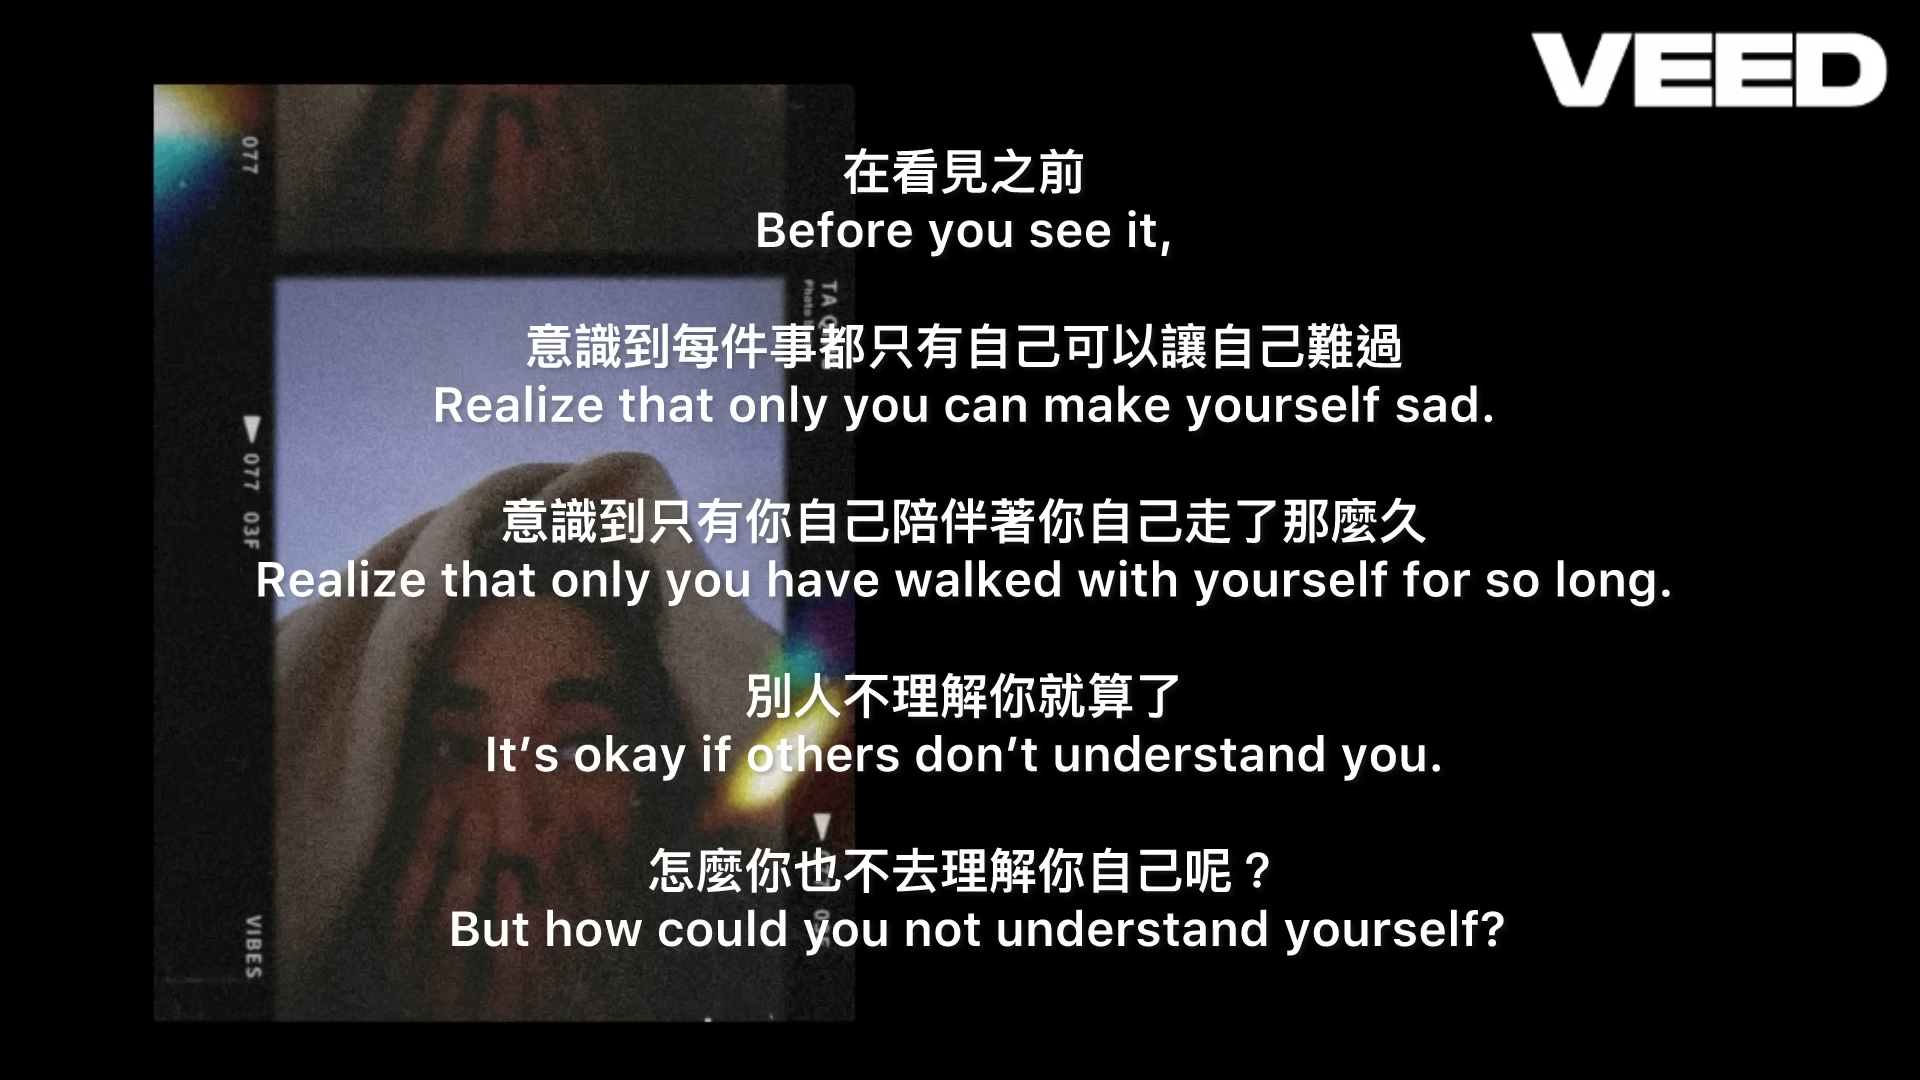 VEED
077
在看見之前
Before you see it,
意識到每件事都只有自己可以讓自己難過
Realize that only you can make yourself sad.
077 03F
意識到只有你自己陪伴著你自己走了那麼久
Realize that only you have walked with yourself for so long.
別人不理解你就算了
It’s okay if others don’t understand you.
怎麼你也不去理解你自己呢？
But how could you not understand yourself?
VIBES